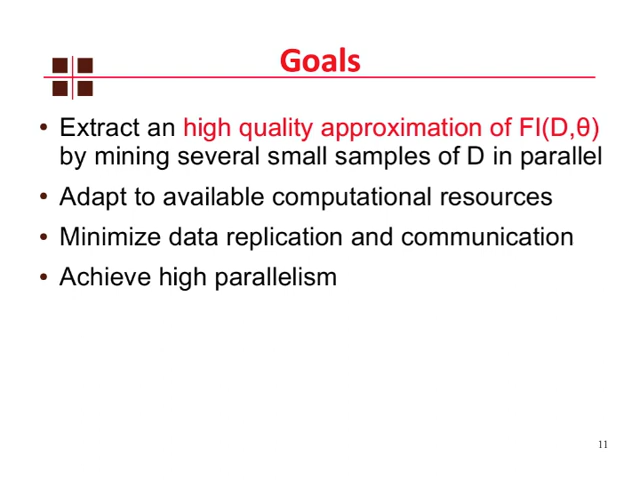 Goals
• Extract an high quality approximation of FI(D,θ)
by mining several small samples of D in parallel
• Adapt to available computational resources
• Minimize data replication and communication
• Achieve high parallelism
11